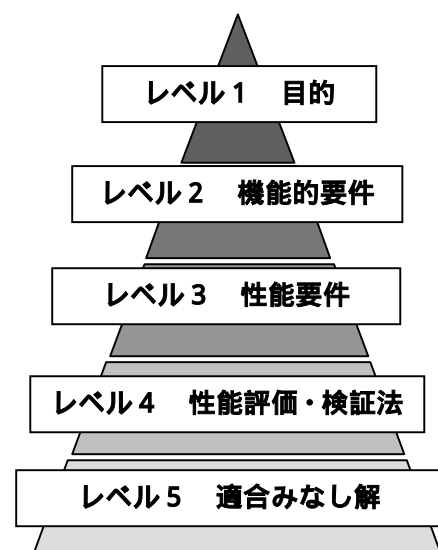 レベル1　目的
レベル2　機能的要件
レベル3　性能要件
レベル4　性能評価・検証法
レベル5　適合みなし解